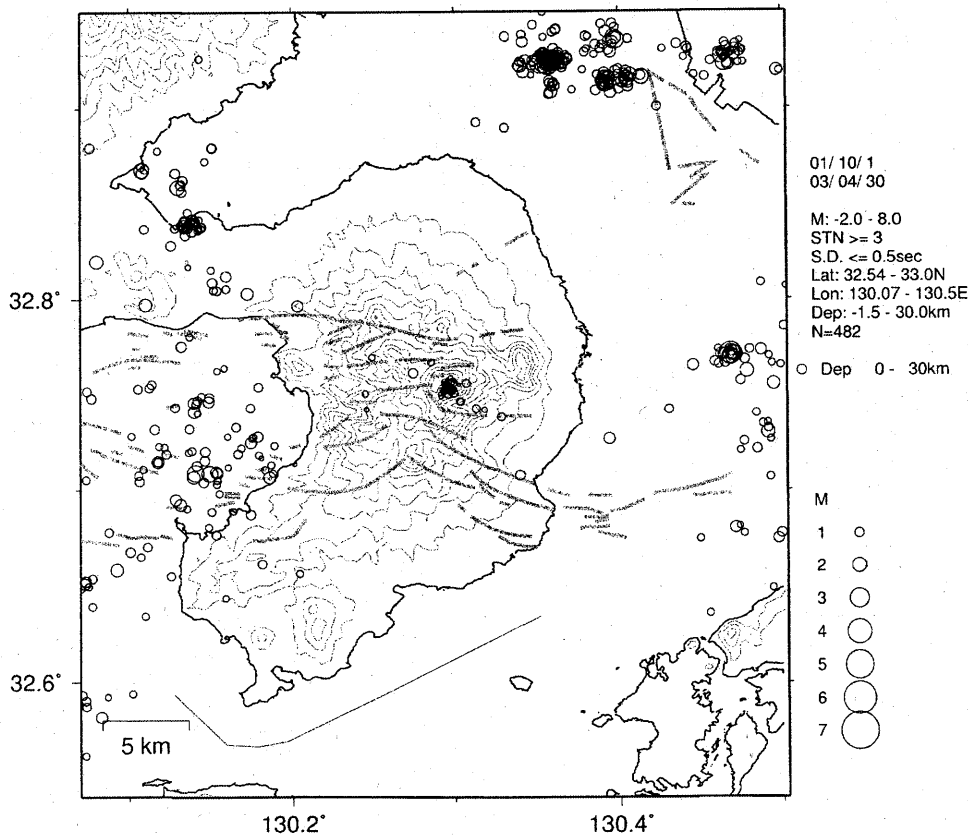 01/ 10/ 1
03/ 04/ 30
M: -2.0 - 8.0
STN >= 3
S.D. <= 0.5sec
Lat: 32.54 - 33.0N
Lon: 130.07 - 130.5E
Dep: -1.5 - 30.0km
N=482
Dep 0 - 30km
32.8°
M
1
2
3
4
5
6
7
32.6°
5 km
130.2°
130.4°